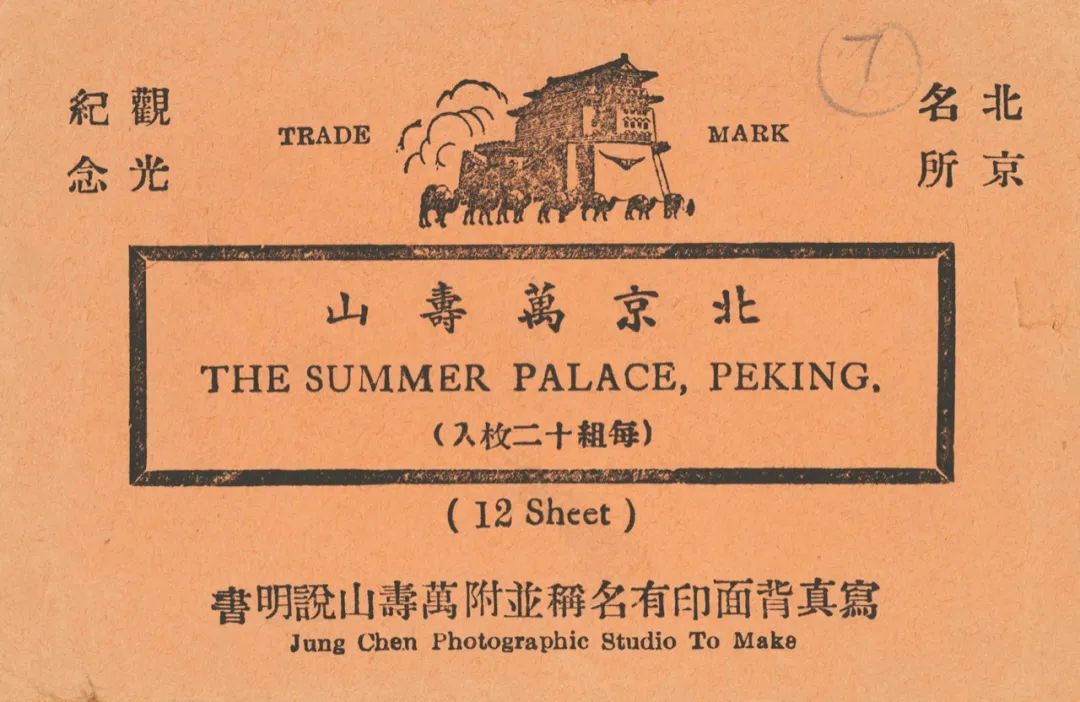 7
北京
名所
TRADE MARK
觀光
紀念
北京萬壽山
THE SUMMER PALACE, PEKING.
(每組十二枚入)
( 12 Sheet )
寫真背面印有名稱並附萬壽山說明書
Jung Chen Photographic Studio To Make